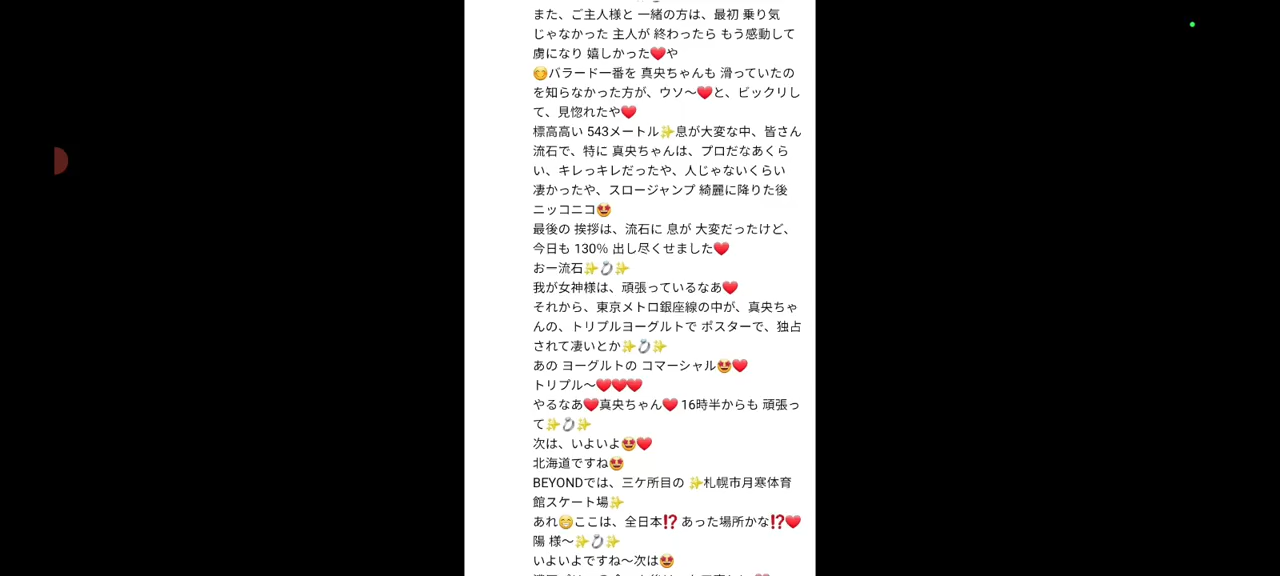 また、ご主人様と 一緒の方は、最初 乗り気
じゃなかった 主人が 終わったら もう感動して
虜になり 嬉しかった❤️や
🤭バラード一番を 真央ちゃんも 滑っていたの
を知らなかった方が、ウソ〜❤️と、ビックリし
て、見惚れたや❤️
標高高い 543メートル✨息が大変な中、皆さん
流石で、特に 真央ちゃんは、プロだなあくら
い、キレっキレだったや、人じゃないくらい
凄かったや、スロージャンプ 綺麗に降りた後
ニッコニコ🤩
最後の 挨拶は、流石に 息が 大変だったけど、
今日も 130% 出し尽くせました❤️
おー流石✨💍✨
我が女神様は、頑張っているなあ❤️
それから、東京メトロ銀座線の中が、真央ちゃ
んの、トリプルヨーグルトで ポスターで、独占
されて凄いとか✨💍✨
あの ヨーグルトの コマーシャル🤩❤️
トリプル〜❤️❤️❤️
やるなあ❤️真央ちゃん❤️ 16時半からも 頑張っ
て✨💍✨
次は、いよいよ🤩❤️
北海道ですね🤩
BEYONDでは、三ケ所目の ✨札幌市月寒体育
館スケート場✨
あれ😁ここは、全日本⁉️ あった場所かな⁉️❤️
陽 様〜✨💍✨
いよいよですね〜次は🤩